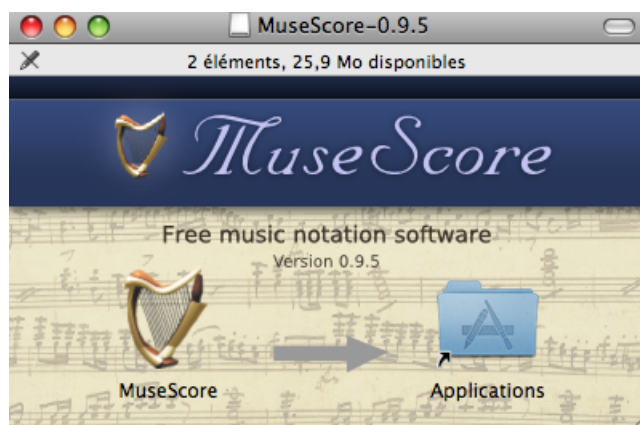 MuseScore-0.9.5
2 éléments, 25,9 Mo disponibles
MuseScore
Free music notation software
Version 0.9.5
MuseScore
Applications